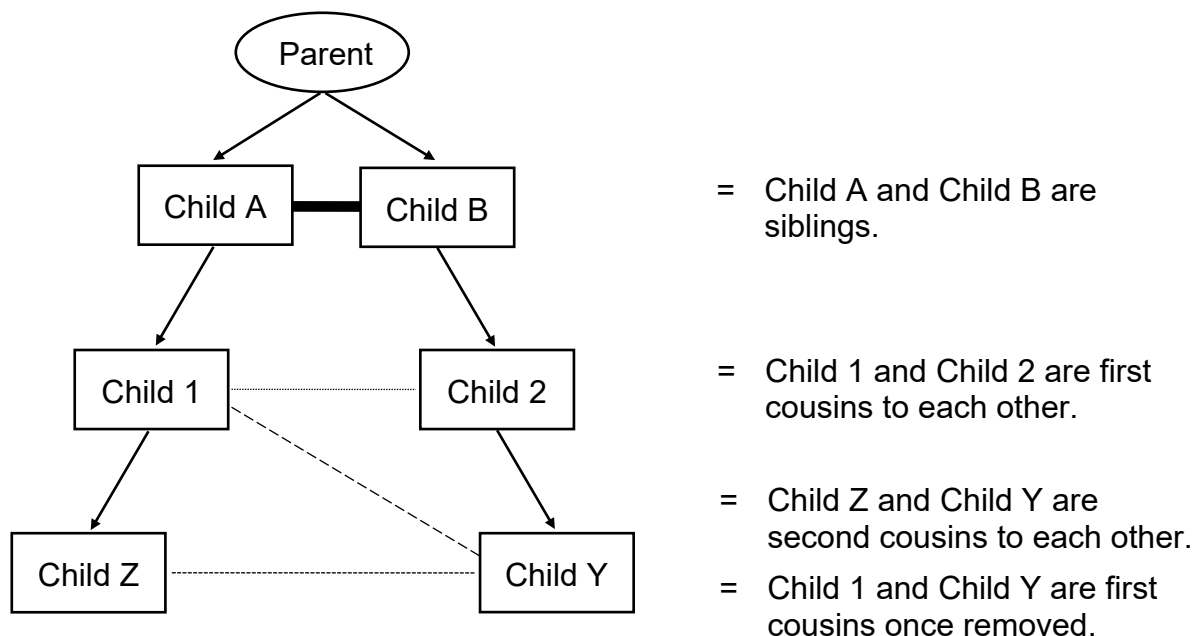 Parent
Child A
Child B
= Child A and Child B are
siblings.
Child 1
Child 2
= Child 1 and Child 2 are first
cousins to each other.
Child Z
Child Y
= Child Z and Child Y are
second cousins to each other.
= Child 1 and Child Y are first
cousins once removed.